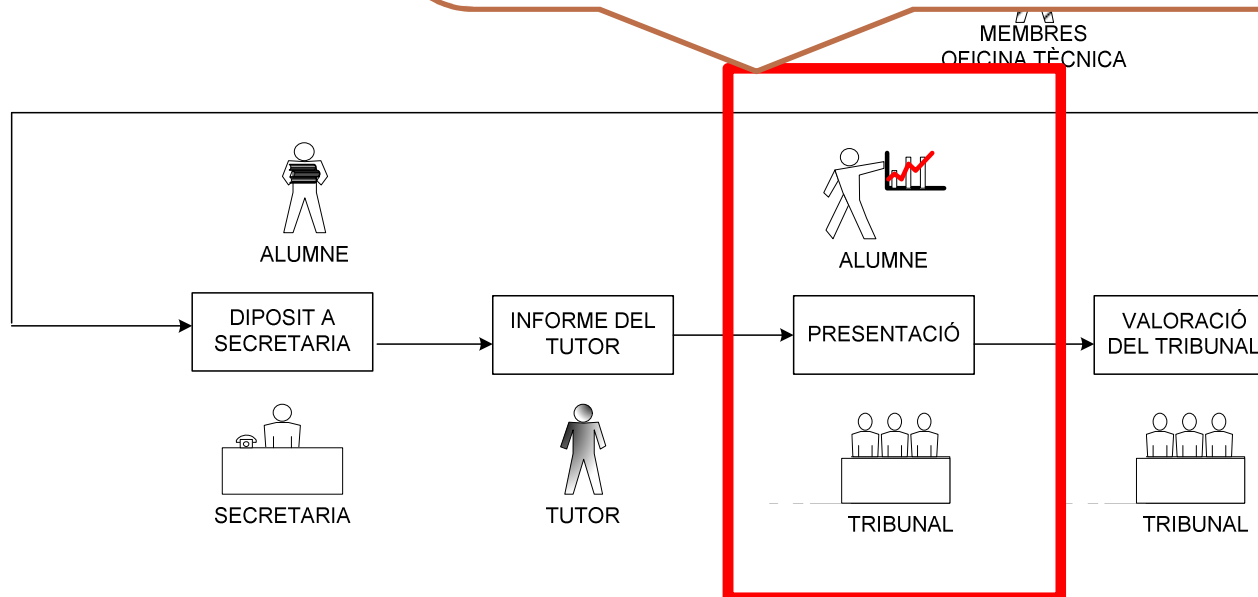 MEMBRES
OFICINA TÈCNICA
ALUMNE
ALUMNE
DIPOSIT A
SECRETARIA
INFORME DEL
TUTOR
PRESENTACIÓ
VALORACIÓ
DEL TRIBUNAL
SECRETARIA
TUTOR
TRIBUNAL
TRIBUNAL